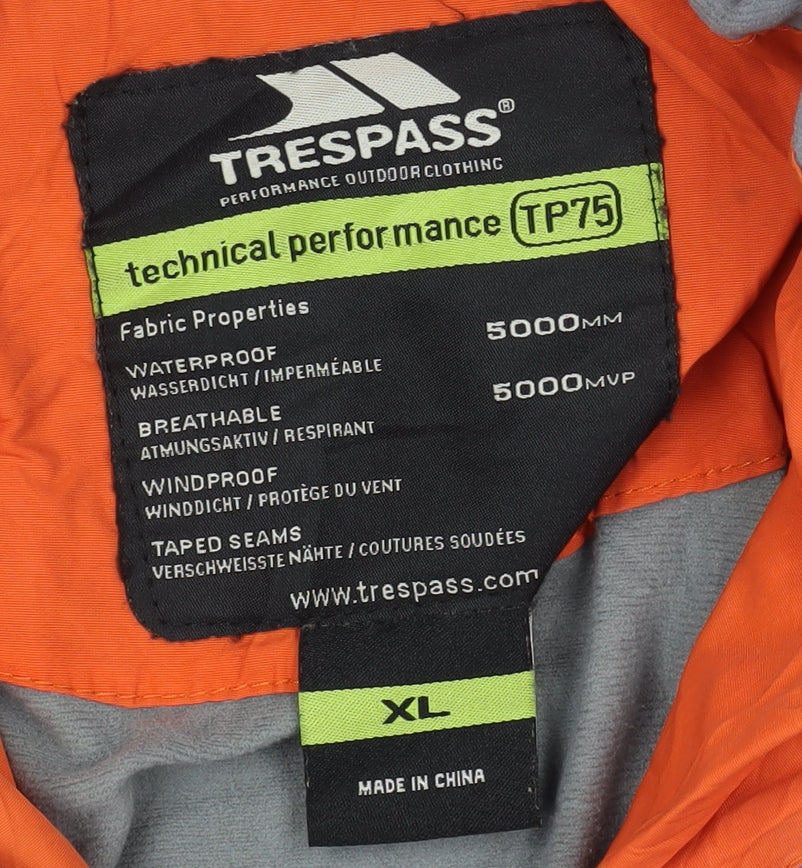 TRESPASS®
PERFORMANCE OUTDOOR CLOTHING
technical performance TP75
Fabric Properties
WATERPROOF 5000MM
WASSERDICHT / IMPERMÉABLE
BREATHABLE 5000MVP
ATMUNGSAKTIV / RESPIRANT
WINDPROOF
WINDDICHT / PROTÈGE DU VENT
TAPED SEAMS
VERSCHWEISSTE NÄHTE / COUTURES SOUDÉES
www.trespass.com
XL
MADE IN CHINA